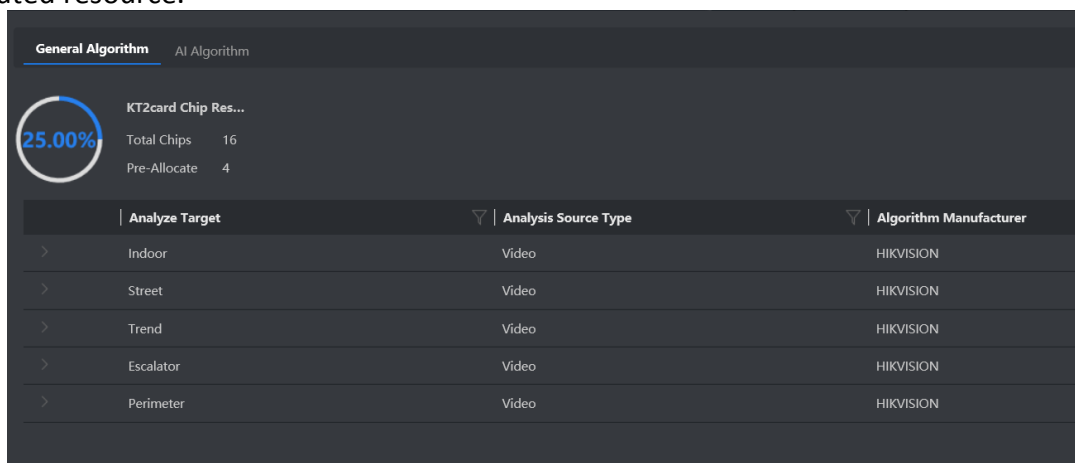 ated resource.
General Algorithm AI Algorithm
KT2card Chip Res...
25.00%
Total Chips 16
Pre-Allocate 4
Analyze Target Analysis Source Type Algorithm Manufacturer
Indoor Video HIKVISION
Street Video HIKVISION
Trend Video HIKVISION
Escalator Video HIKVISION
Perimeter Video HIKVISION